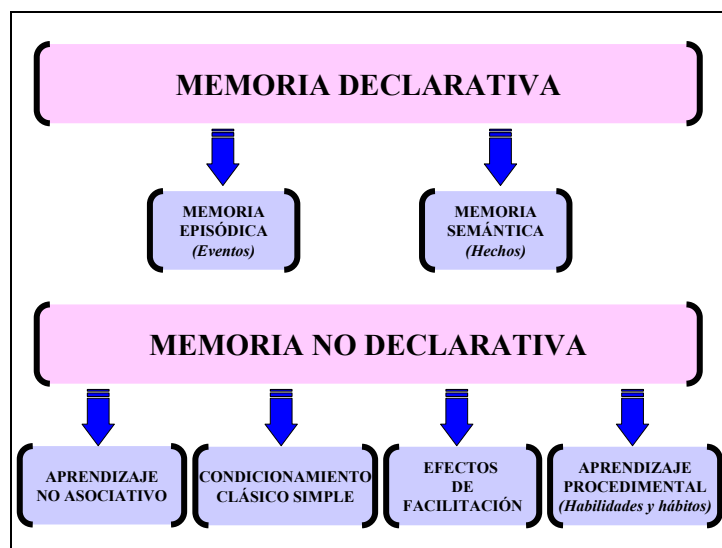 MEMORIA DECLARATIVA
MEMORIA
EPISÓDICA
(Eventos)
MEMORIA
SEMÁNTICA
(Hechos)
MEMORIA NO DECLARATIVA
APRENDIZAJE
NO ASOCIATIVO
CONDICIONAMIENTO
CLÁSICO SIMPLE
EFECTOS
DE
FACILITACIÓN
APRENDIZAJE
PROCEDIMENTAL
(Habilidades y hábitos)